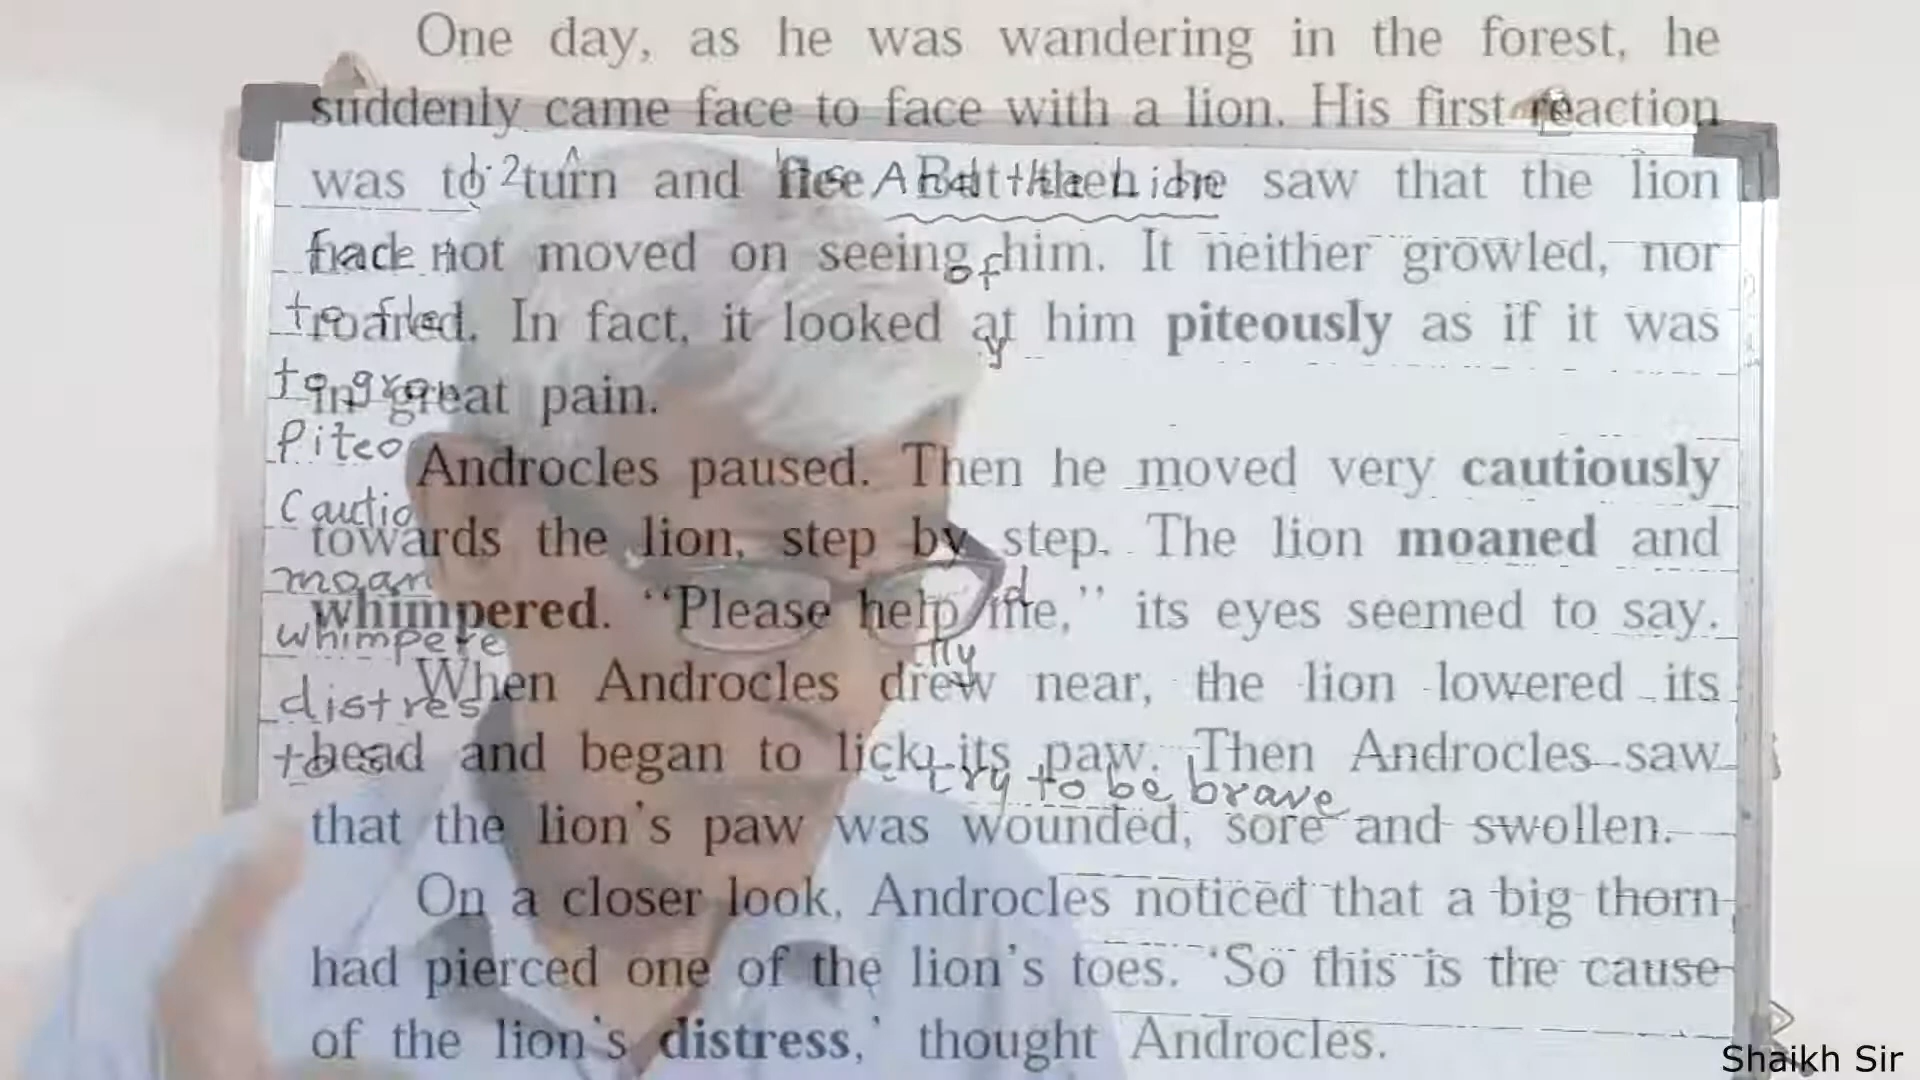 One day, as he was wandering in the forest, he
suddenly came face to face with a lion. His first reaction
was to turn and flee. But then he saw that the lion
had not moved on seeing him. It neither growled, nor
roared. In fact, it looked at him piteously as if it was
in great pain.
Androcles paused. Then he moved very cautiously
towards the lion, step by step. The lion moaned and
whimpered. “Please help me,” its eyes seemed to say.
When Androcles drew near, the lion lowered its
head and began to lick its paw. Then Androcles saw
that the lion's paw was wounded, sore and swollen.
On a closer look, Androcles noticed that a big thorn
had pierced one of the lion's toes. ‘So this is the cause
of the lion's distress,’ thought Androcles.
And the Lion
of
Piteo
Cautio
moan
whimpere
distres
try to be brave
Shaikh Sir